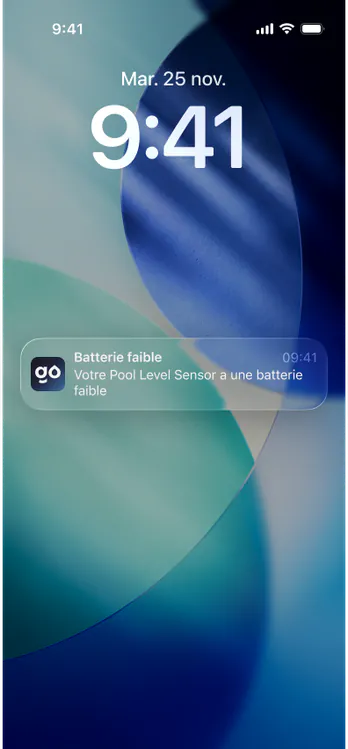 9:41
Mar. 25 nov.
9:41
Batterie faible 09:41
go
Votre Pool Level Sensor a une batterie
faible